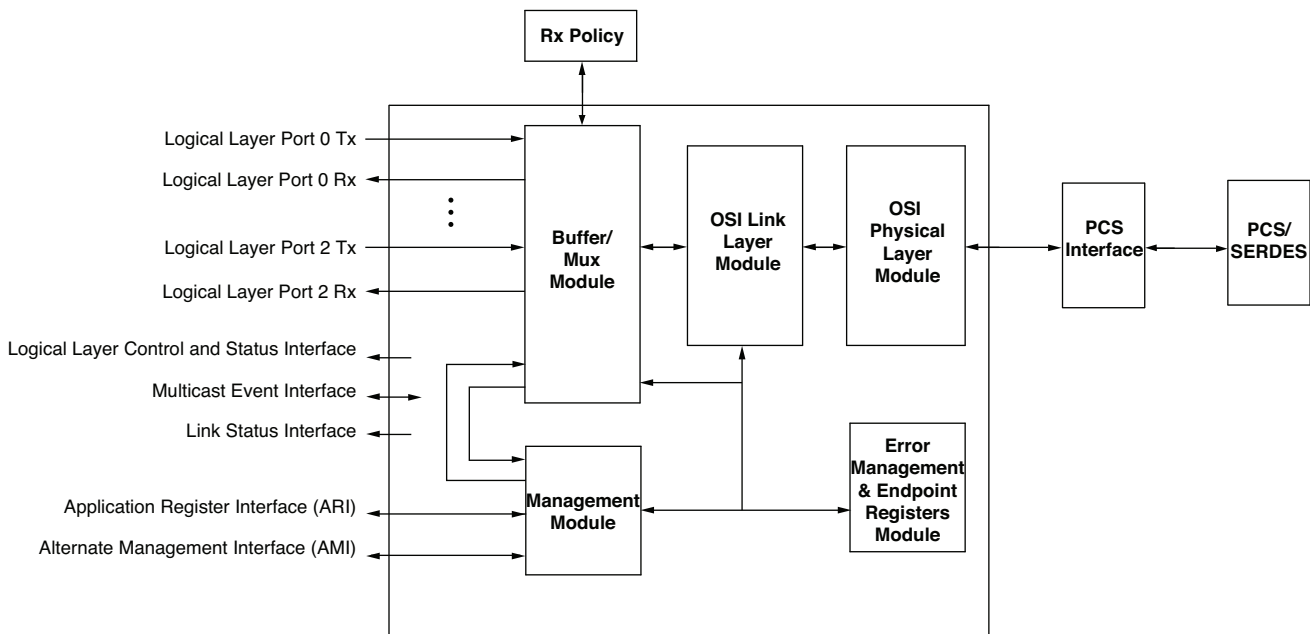 Rx Policy
Logical Layer Port 0 Tx
Logical Layer Port 0 Rx
Logical Layer Port 2 Tx
Logical Layer Port 2 Rx
Logical Layer Control and Status Interface
Multicast Event Interface
Link Status Interface
Application Register Interface (ARI)
Alternate Management Interface (AMI)
Buffer/
Mux
Module
OSI Link
Layer
Module
OSI
Physical
Layer
Module
PCS
Interface
PCS/
SERDES
Management
Module
Error
Management
& Endpoint
Registers
Module